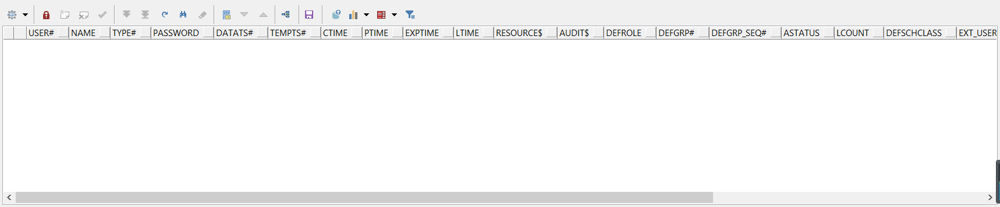 USER# NAME TYPE# PASSWORD DATATS# TEMPTS# CTIME PTIME EXPTIME LTIME RESOURCE$ AUDIT$ DEFROLE DEFGRP# DEFGRP_SEQ# ASTATUS LCOUNT DEFSCHCLASS EXT_USER